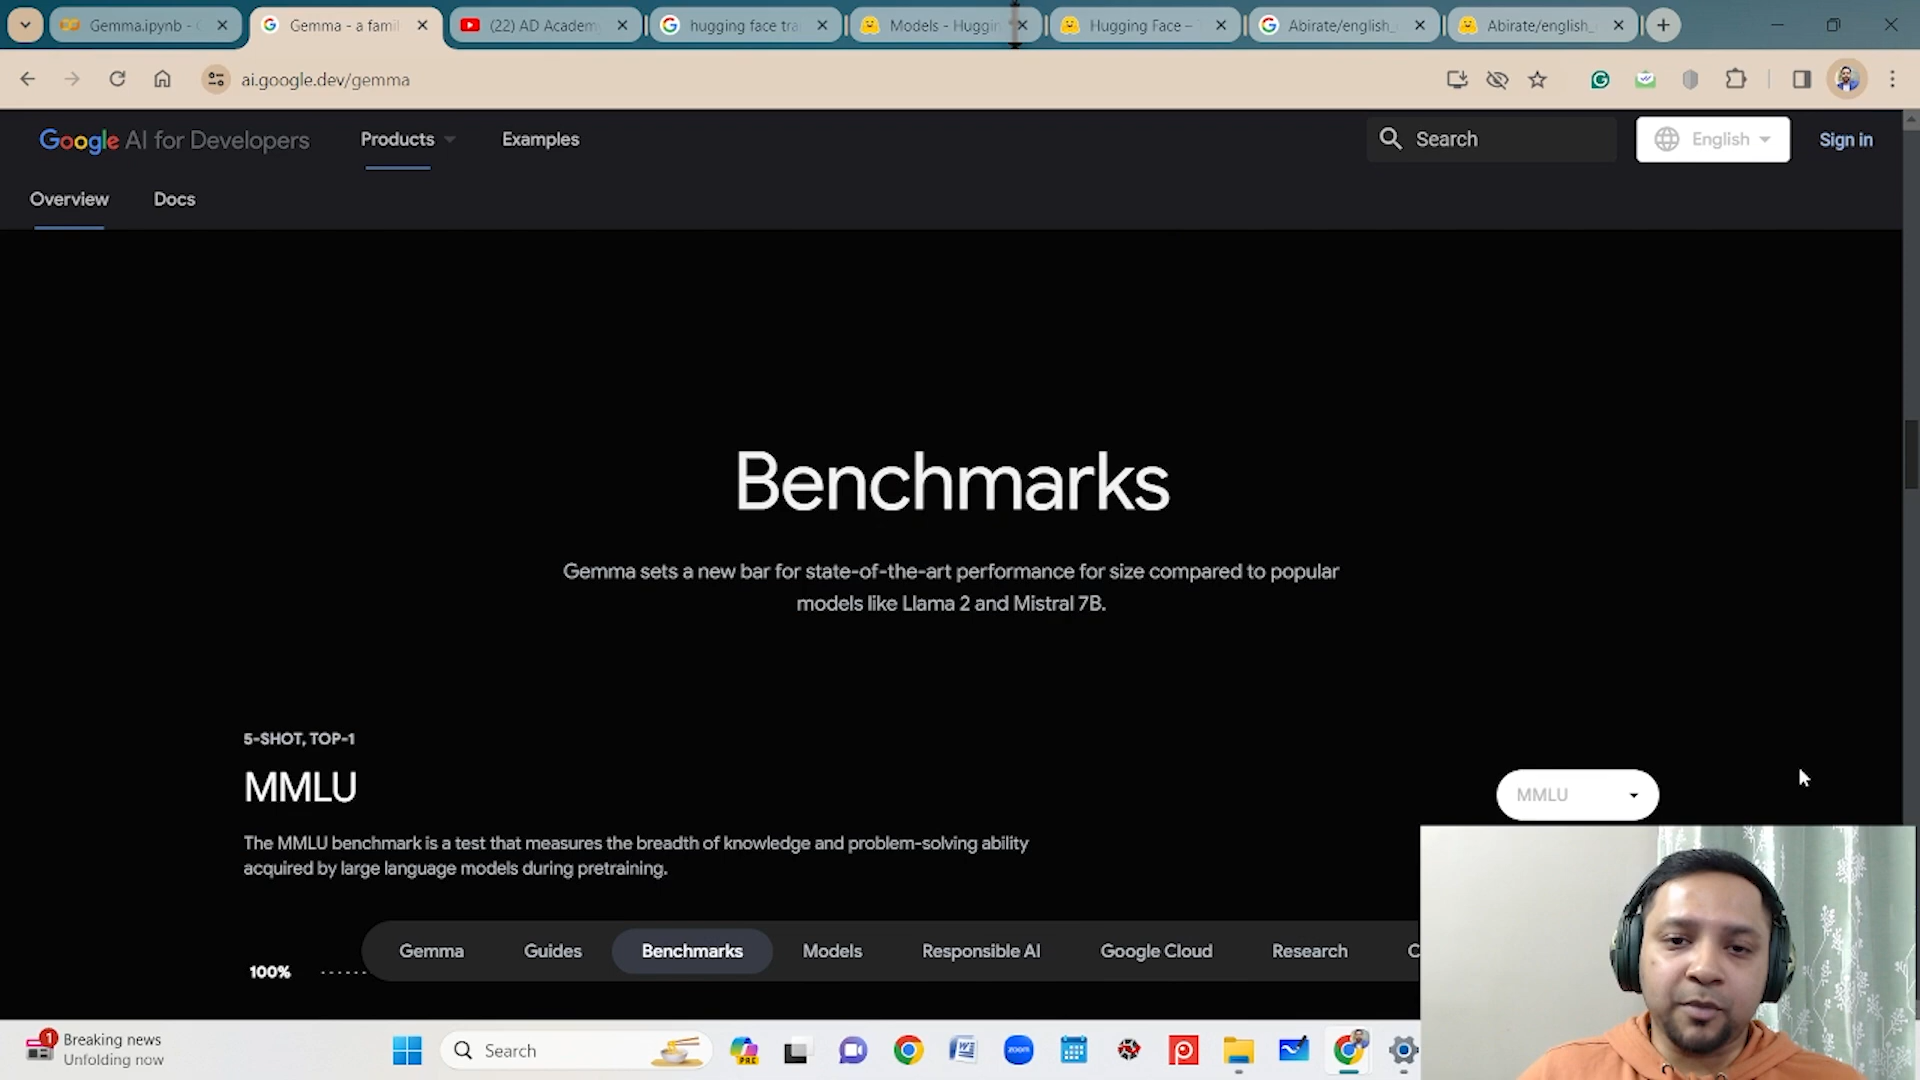 Gemma.ipynb - 
Gemma - a famil
(22) AD Academ
hugging face tra
Models - Huggin
Hugging Face –
Abirate/english_
Abirate/english_
ai.google.dev/gemma
Google AI for Developers
Products
Examples
Search
English
Sign in
Overview
Docs
Benchmarks
Gemma sets a new bar for state-of-the-art performance for size compared to popular
models like Llama 2 and Mistral 7B.
5-SHOT, TOP-1
MMLU
MMLU
The MMLU benchmark is a test that measures the breadth of knowledge and problem-solving ability
acquired by large language models during pretraining.
Gemma
Guides
Benchmarks
Models
Responsible AI
Google Cloud
Research
C
100%
1
Breaking news
Unfolding now
Search
PRE
zoom